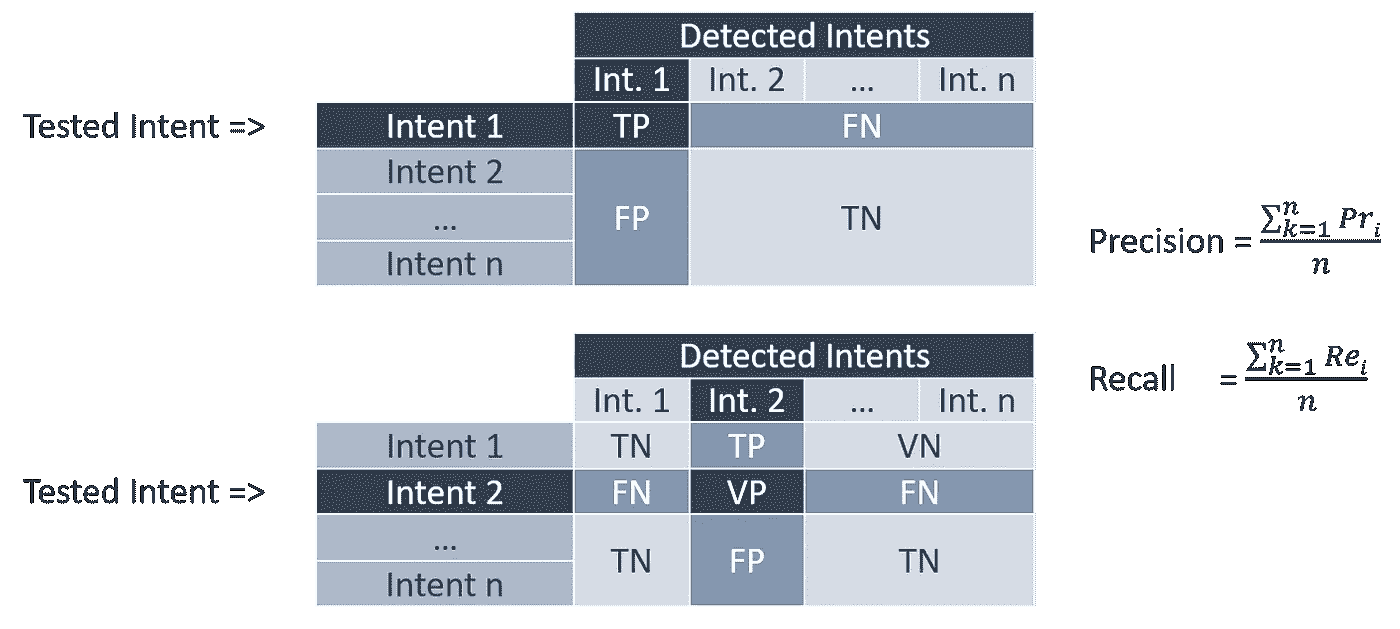 Detected Intents
Int. 1 Int. 2 ... Int. n
Tested Intent => Intent 1 TP FN
Intent 2
... FP TN
Intent n
Precision = \frac{\sum_{k=1}^{n} Pr_i}{n}
Detected Intents
Recall = \frac{\sum_{k=1}^{n} Re_i}{n}
Int. 1 Int. 2 ... Int. n
Intent 1 TN TP VN
Tested Intent => Intent 2 FN VP FN
... TN FP TN
Intent n